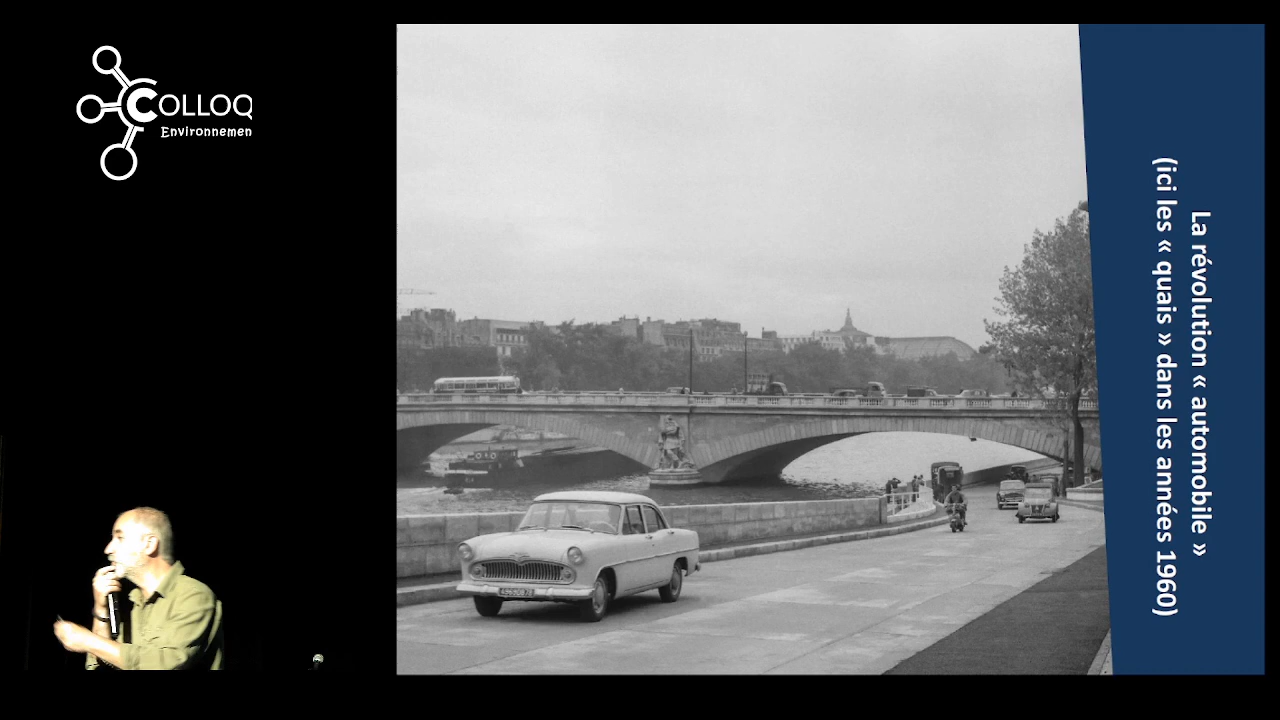 COLLOQ
Environnemen
La révolution « automobile »
(ici les « quais » dans les années 1960)